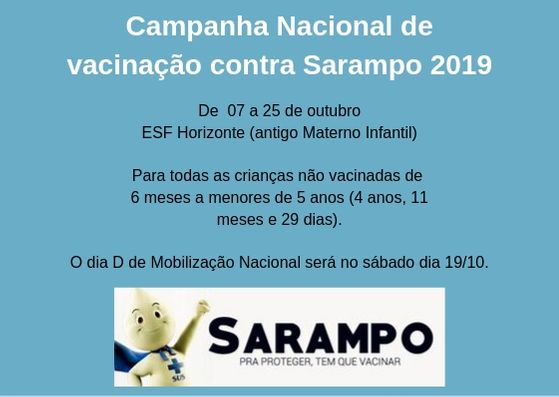 Campanha Nacional de
vacinação contra Sarampo 2019
De 07 a 25 de outubro
ESF Horizonte (antigo Materno Infantil)
Para todas as crianças não vacinadas de
6 meses a menores de 5 anos (4 anos, 11
meses e 29 dias).
O dia D de Mobilização Nacional será no sábado dia 19/10.
SARAMPO
PRA PROTEGER, TEM QUE VACINAR
SUS